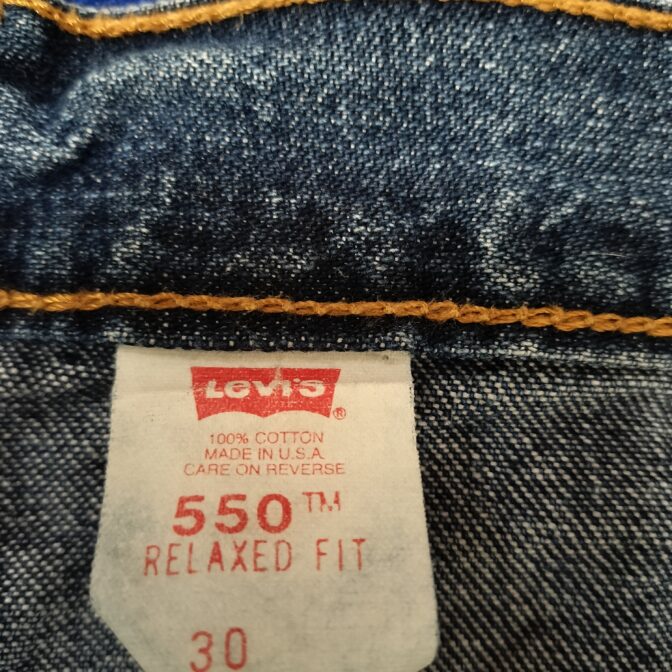 LEVI'S ®
100% COTTON
MADE IN U.S.A
CARE ON REVERSE
550™
RELAXED FIT
30